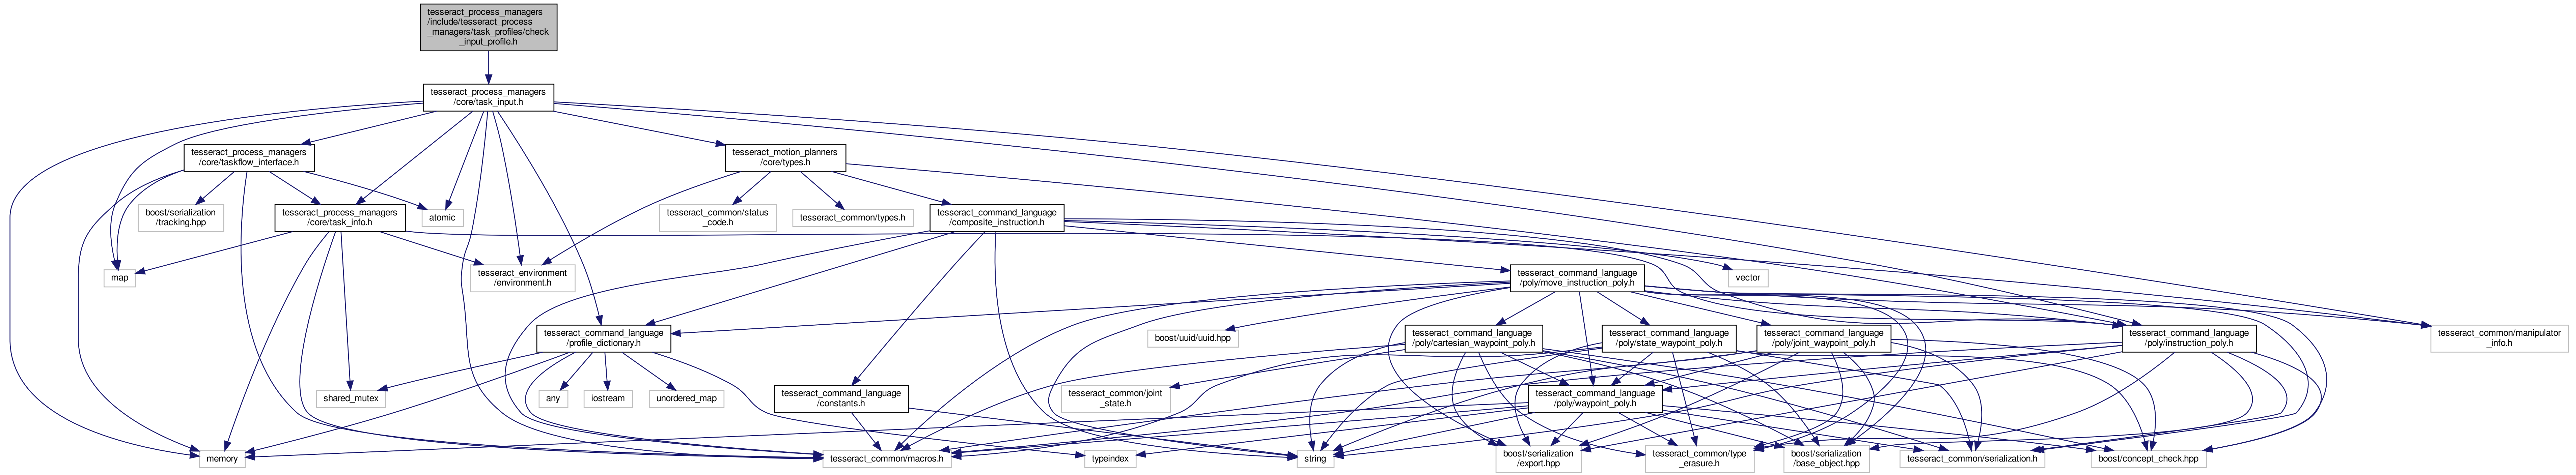 tesseract_process_managers
/include/tesseract_process
_managers/task_profiles/check
_input_profile.h
tesseract_process_managers
/core/task_input.h
tesseract_process_managers
/core/taskflow_interface.h
tesseract_motion_planners
/core/types.h
boost/serialization
/tracking.hpp
tesseract_process_managers
/core/task_info.h
atomic
tesseract_common/status
_code.h
tesseract_common/types.h
tesseract_command_language
/composite_instruction.h
map
tesseract_environment
/environment.h
tesseract_command_language
/poly/move_instruction_poly.h
vector
tesseract_command_language
/profile_dictionary.h
boost/uuid/uuid.hpp
tesseract_command_language
/poly/cartesian_waypoint_poly.h
tesseract_command_language
/poly/state_waypoint_poly.h
tesseract_command_language
/poly/joint_waypoint_poly.h
tesseract_command_language
/poly/instruction_poly.h
tesseract_common/manipulator
_info.h
shared_mutex
any
iostream
unordered_map
tesseract_command_language
/constants.h
tesseract_common/joint
_state.h
tesseract_command_language
/poly/waypoint_poly.h
memory
tesseract_common/macros.h
typeindex
string
boost/serialization
/export.hpp
tesseract_common/type
_erasure.h
boost/serialization
/base_object.hpp
tesseract_common/serialization.h
boost/concept_check.hpp